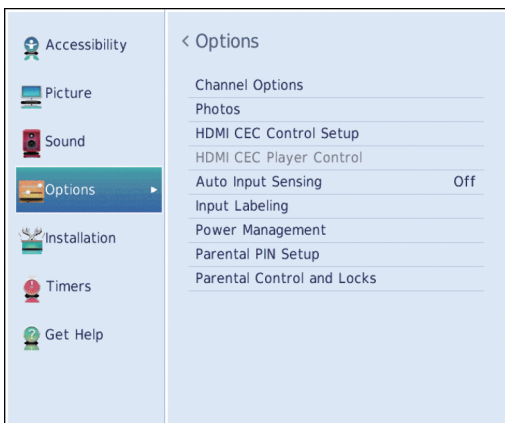 Accessibility
Picture
Sound
Options
Installation
Timers
Get Help
< Options
Channel Options
Photos
HDMI CEC Control Setup
HDMI CEC Player Control
Auto Input Sensing Off
Input Labeling
Power Management
Parental PIN Setup
Parental Control and Locks